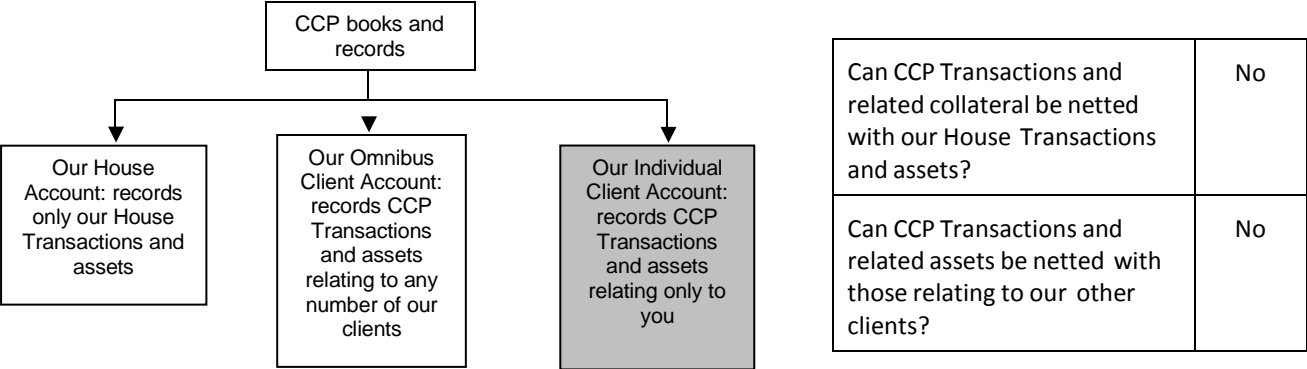 CCP books and
records
Our House
Account: records
only our House
Transactions and
assets
Our Omnibus
Client Account:
records CCP
Transactions
and assets
relating to any
number of our
clients
Our Individual
Client Account:
records CCP
Transactions
and assets
relating only to
you
Can CCP Transactions and
related collateral be netted
with our House Transactions
and assets?
No
Can CCP Transactions and
related assets be netted with
those relating to our other
clients?
No